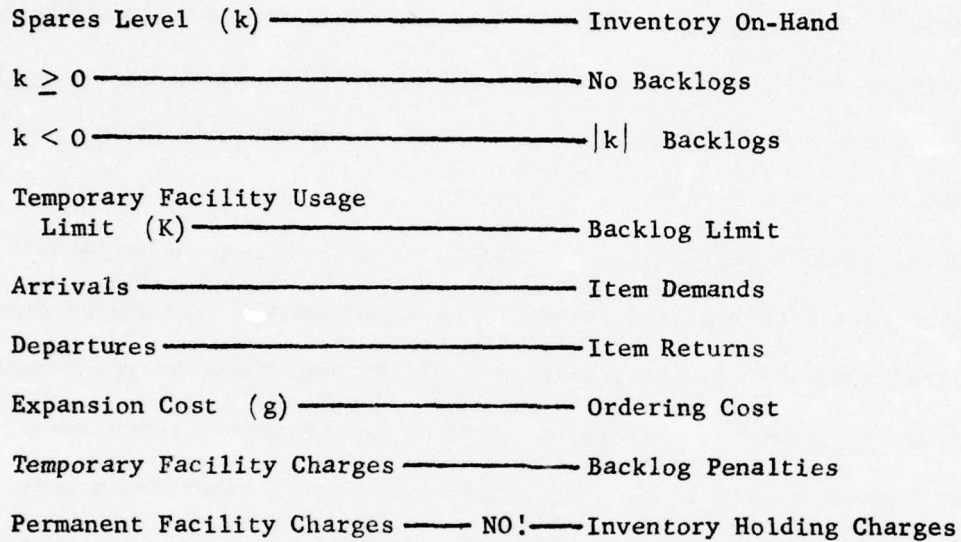 Spares Level (k) Inventory On-Hand
k ≥ 0 No Backlogs
k < 0 |k| Backlogs
Temporary Facility Usage
Limit (K) Backlog Limit
Arrivals Item Demands
Departures Item Returns
Expansion Cost (g) Ordering Cost
Temporary Facility Charges Backlog Penalties
Permanent Facility Charges NO! Inventory Holding Charges